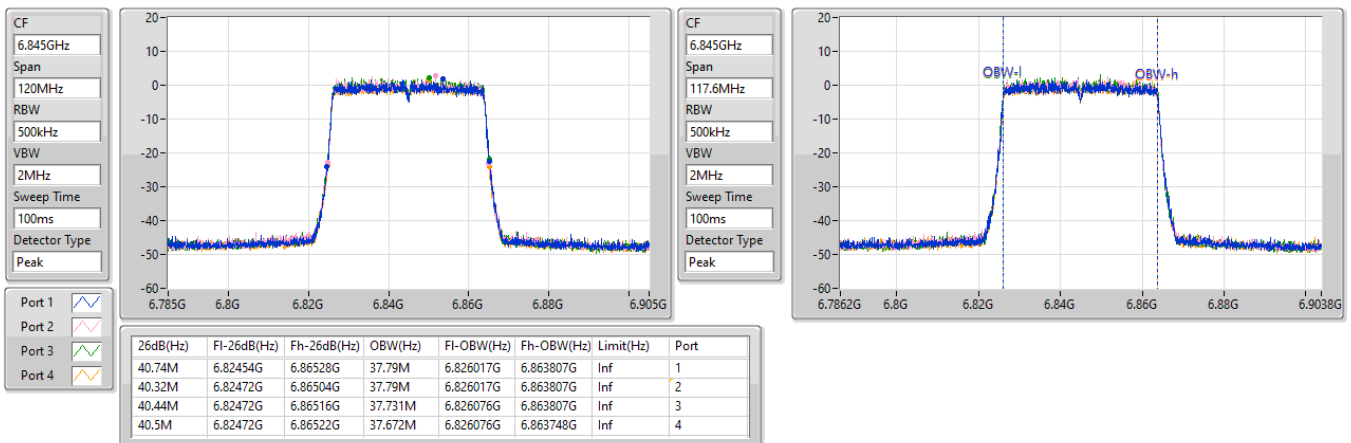 CF
6.845GHz
Span
120MHz
RBW
500kHz
VBW
2MHz
Sweep Time
100ms
Detector Type
Peak
20
10
0
-10
-20
-30
-40
-50
-60
6.785G 6.8G 6.82G 6.84G 6.86G 6.88G 6.905G
CF
6.845GHz
Span
117.6MHz
RBW
500kHz
VBW
2MHz
Sweep Time
100ms
Detector Type
Peak
20
10
0
-10
-20
-30
-40
-50
-60
OBW-l OBW-h
6.7862G 6.8G 6.82G 6.84G 6.86G 6.88G 6.9038G
Port 1
Port 2
Port 3
Port 4
26dB(Hz) Fl-26dB(Hz) Fh-26dB(Hz) OBW(Hz) Fl-OBW(Hz) Fh-OBW(Hz) Limit(Hz) Port
40.74M 6.82454G 6.86528G 37.79M 6.826017G 6.863807G Inf 1
40.32M 6.82472G 6.86504G 37.79M 6.826017G 6.863807G Inf 2
40.44M 6.82472G 6.86516G 37.731M 6.826076G 6.863807G Inf 3
40.5M 6.82472G 6.86522G 37.672M 6.826076G 6.863748G Inf 4